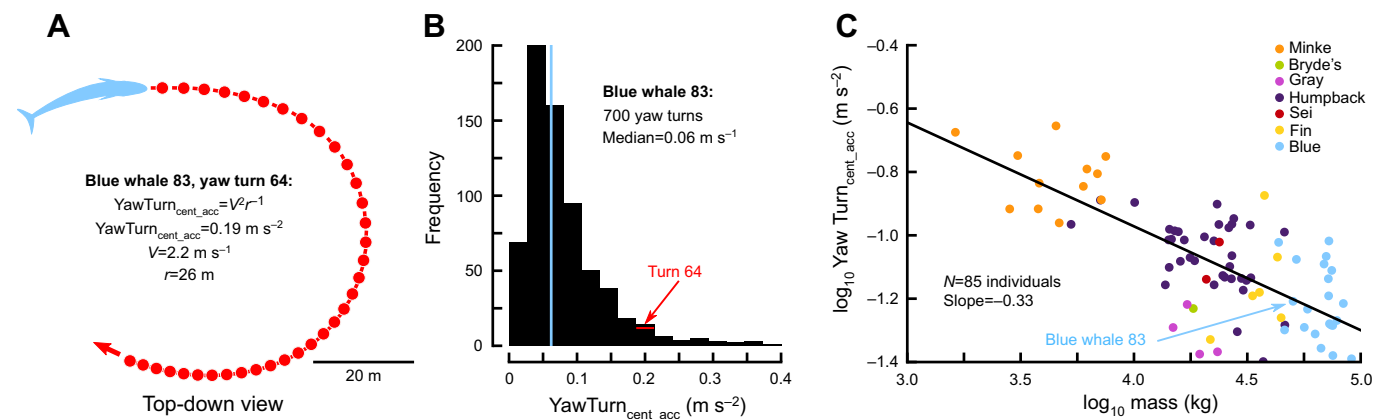 A
Blue whale 83, yaw turn 64:
YawTurn_cent_acc=V²r⁻¹
YawTurn_cent_acc=0.19 m s⁻²
V=2.2 m s⁻¹
r=26 m
20 m
Top-down view
B
200
150
100
50
0
Frequency
Blue whale 83:
700 yaw turns
Median=0.06 m s⁻¹
Turn 64
0
0.1
0.2
0.3
0.4
YawTurn_cent_acc (m s⁻²)
C
−0.4
−0.6
−0.8
−1.0
−1.2
−1.4
log₁₀ Yaw Turn_cent_acc (m s⁻²)
Minke
Bryde's
Gray
Humpback
Sei
Fin
Blue
N=85 individuals
Slope=−0.33
Blue whale 83
3.0
3.5
4.0
4.5
5.0
log₁₀ mass (kg)